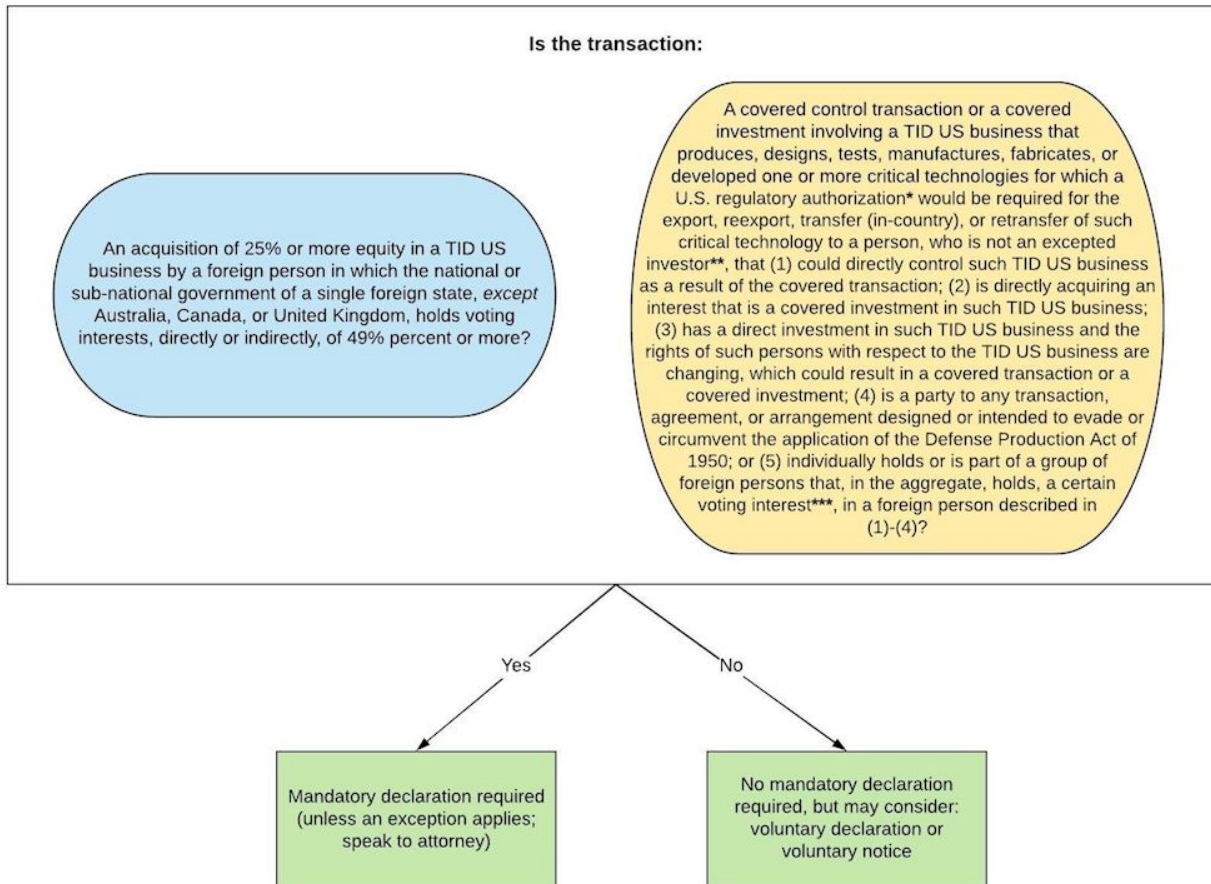 Is the transaction:
An acquisition of 25% or more equity in a TID US
business by a foreign person in which the national or
sub-national government of a single foreign state, except
Australia, Canada, or United Kingdom, holds voting
interests, directly or indirectly, of 49% percent or more?
A covered control transaction or a covered
investment involving a TID US business that
produces, designs, tests, manufactures, fabricates, or
developed one or more critical technologies for which a
U.S. regulatory authorization* would be required for the
export, reexport, transfer (in-country), or retransfer of such
critical technology to a person, who is not an excepted
investor**, that (1) could directly control such TID US business
as a result of the covered transaction; (2) is directly acquiring an
interest that is a covered investment in such TID US business;
(3) has a direct investment in such TID US business and the
rights of such persons with respect to the TID US business are
changing, which could result in a covered transaction or a
covered investment; (4) is a party to any transaction,
agreement, or arrangement designed or intended to evade or
circumvent the application of the Defense Production Act of
1950; or (5) individually holds or is part of a group of
foreign persons that, in the aggregate, holds, a certain
voting interest***, in a foreign person described in
(1)-(4)?
Yes
No
Mandatory declaration required
(unless an exception applies;
speak to attorney)
No mandatory declaration
required, but may consider:
voluntary declaration or
voluntary notice